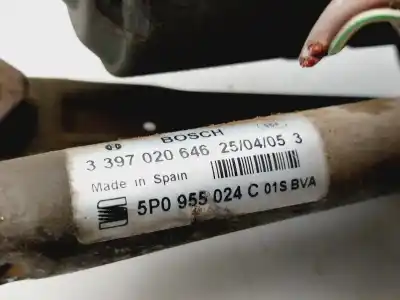 BOSCH
3 397 020 646 25/04/05 3
Made in Spain
5P0 955 024 C 01S BVA